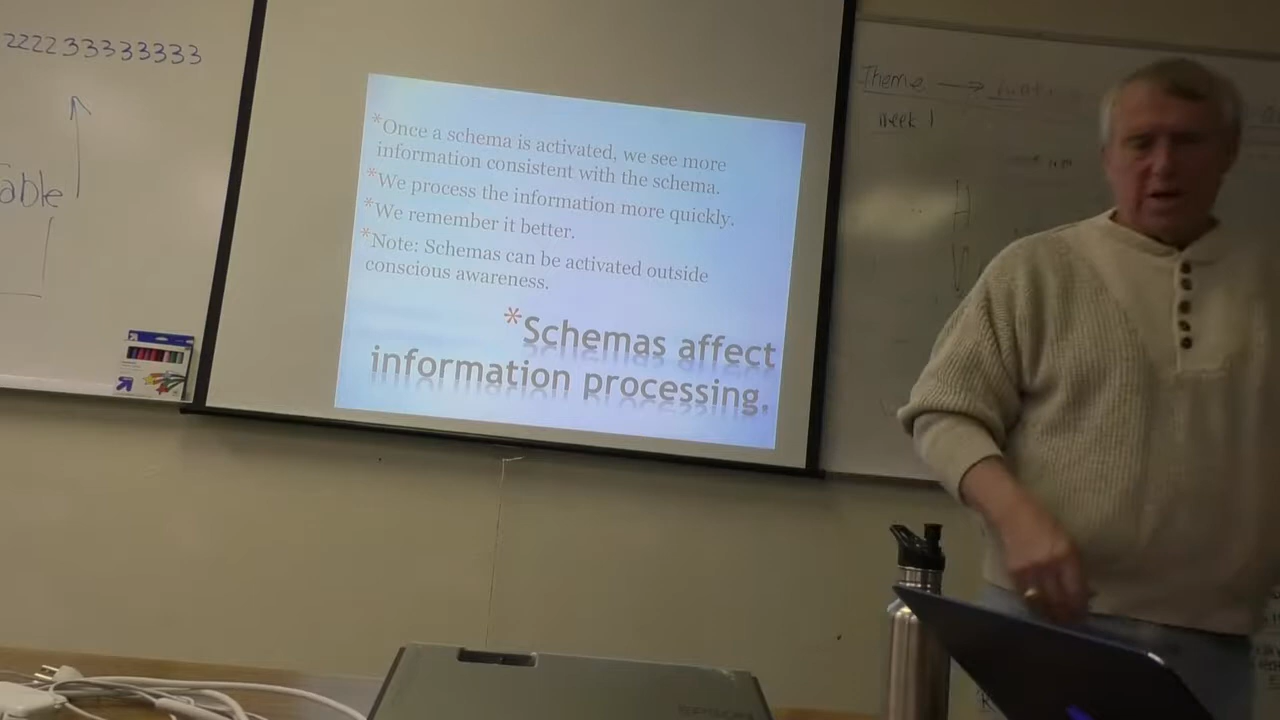 222233333333
able
*Once a schema is activated, we see more
information consistent with the schema.
*We process the information more quickly.
*We remember it better.
*Note: Schemas can be activated outside
conscious awareness.
*Schemas affect
information processing.
Theme →
Week 1